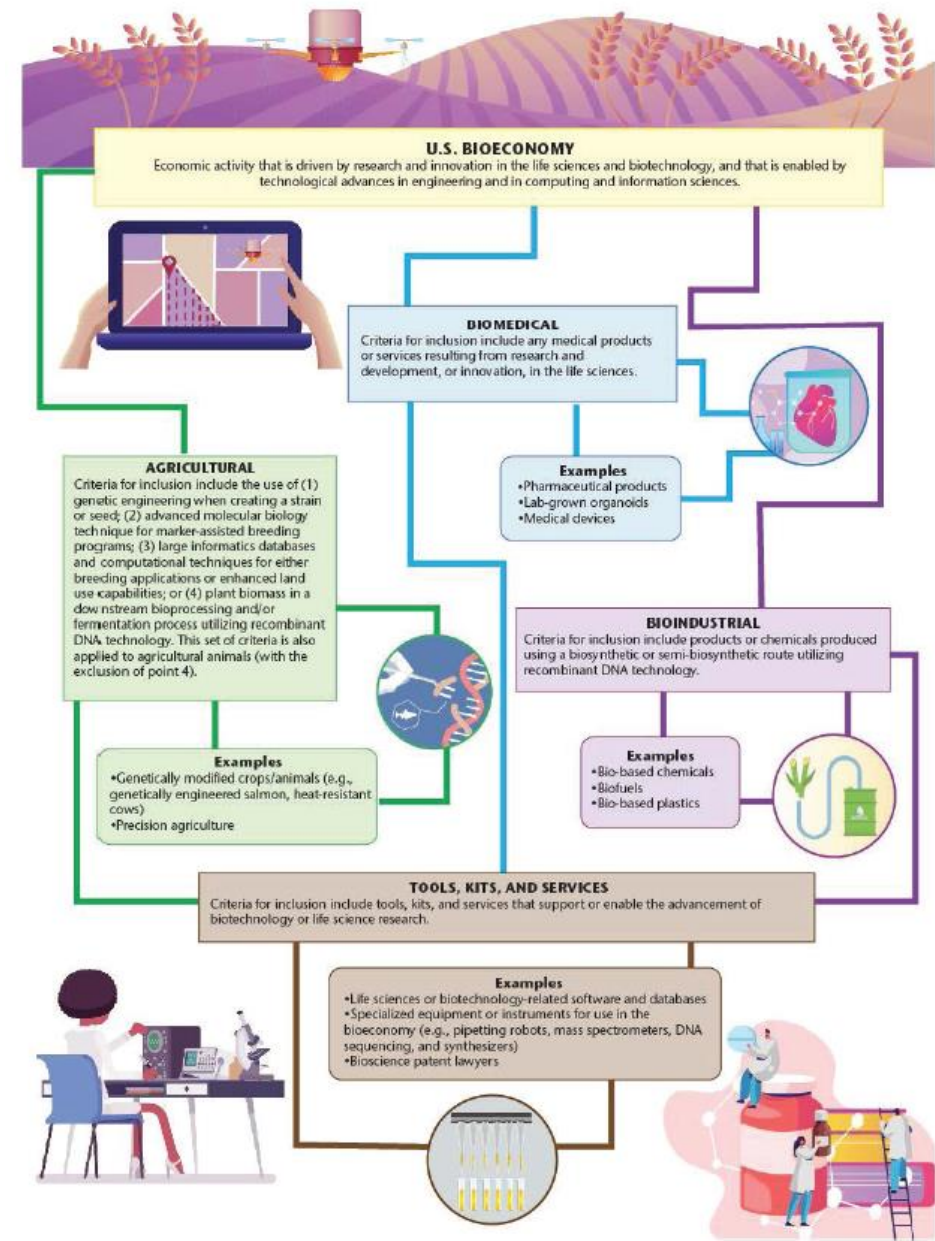 U.S. BIOECONOMY
Economic activity that is driven by research and innovation in the life sciences and biotechnology, and that is enabled by
technological advances in engineering and in computing and information sciences.
BIOMEDICAL
Criteria for inclusion include any medical products
or services resulting from research and
development, or innovation, in the life sciences.
Examples
•Pharmaceutical products
•Lab-grown organoids
•Medical devices
AGRICULTURAL
Criteria for inclusion include the use of (1)
genetic engineering when creating a strain
or seed; (2) advanced molecular biology
technique for marker-assisted breeding
programs; (3) large informatics databases
and computational techniques for either
breeding applications or enhanced land
use capabilities; or (4) plant biomass in a
dow nstream bioprocessing and/or
fermentation process utilizing recombinant
DNA technology. This set of criteria is also
applied to agricultural animals (with the
exclusion of point 4).
Examples
•Genetically modified crops/animals (e.g.,
genetically engineered salmon, heat-resistant
cows)
•Precision agriculture
BIOINDUSTRIAL
Criteria for inclusion include products or chemicals produced
using a biosynthetic or semi-biosynthetic route utilizing
recombinant DNA technology.
Examples
•Bio-based chemicals
•Biofuels
•Bio-based plastics
TOOLS, KITS, AND SERVICES
Criteria for inclusion include tools, kits, and services that support or enable the advancement of
biotechnology or life science research.
Examples
•Life sciences or biotechnology-related software and databases
•Specialized equipment or instruments for use in the
bioeconomy (e.g., pipetting robots, mass spectrometers, DNA
sequencing, and synthesizers)
•Bioscience patent lawyers